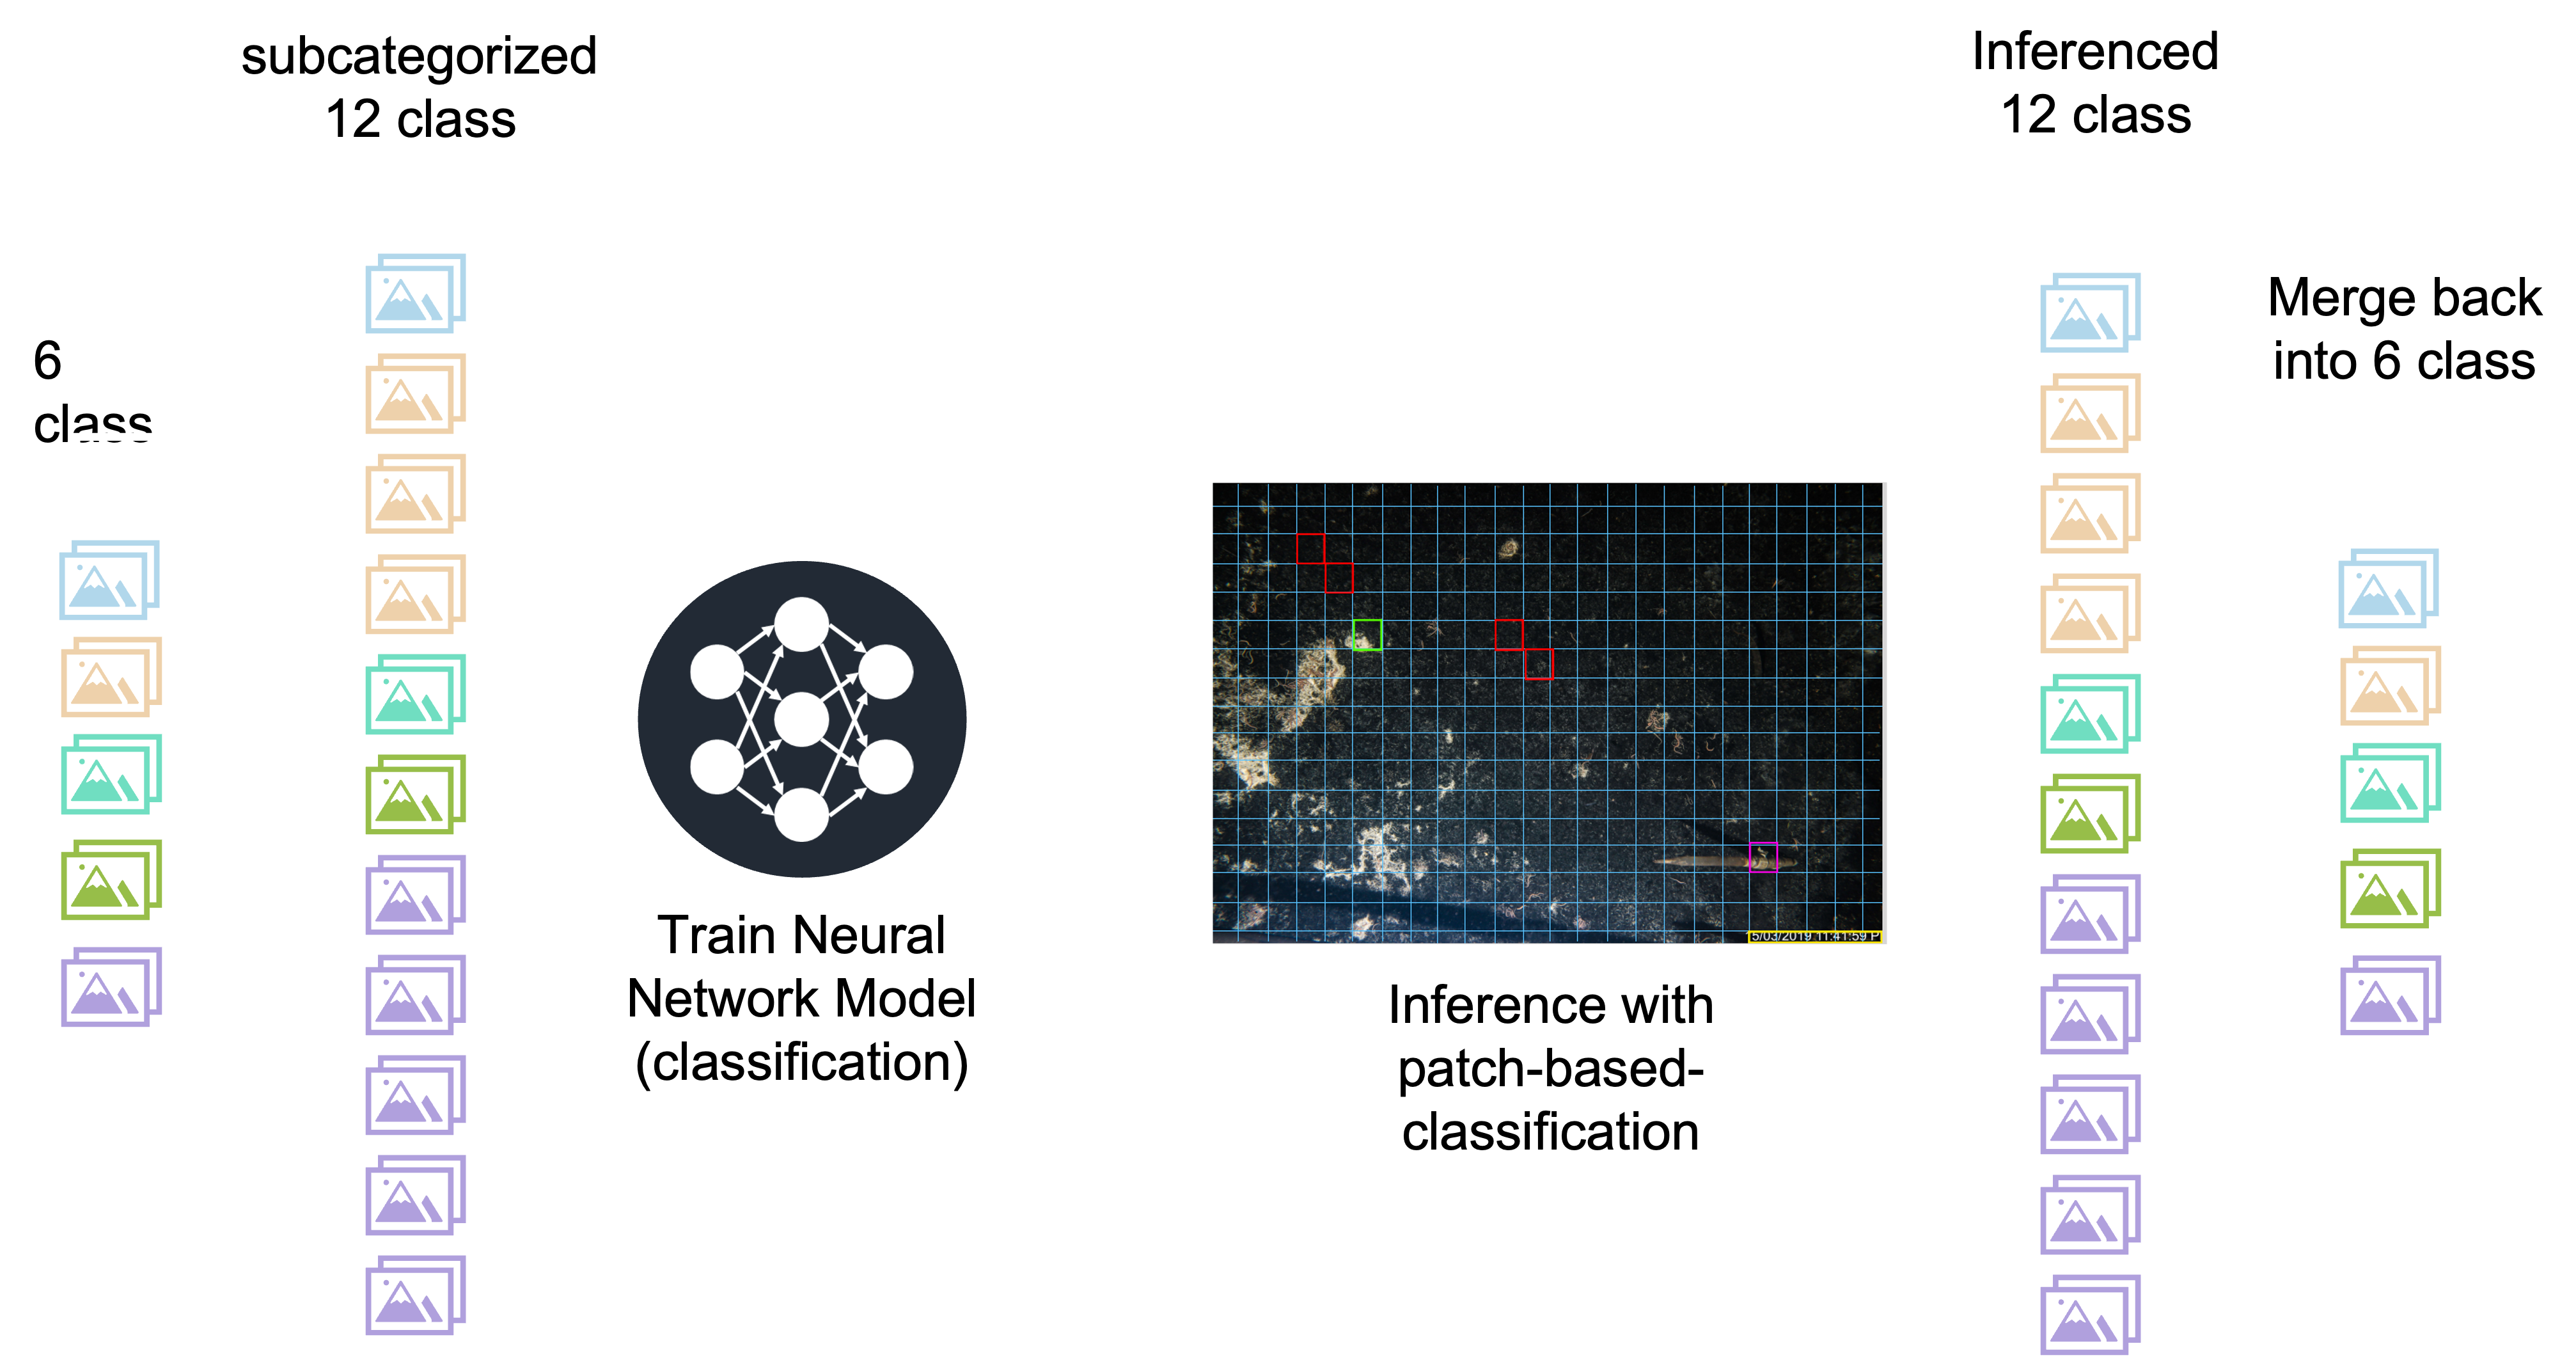 subcategorized
12 class
Inferenced
12 class
Merge back
into 6 class
6
class
Train Neural
Network Model
(classification)
Inference with
patch-based-
classification
5/03/2019 11:41:59 P